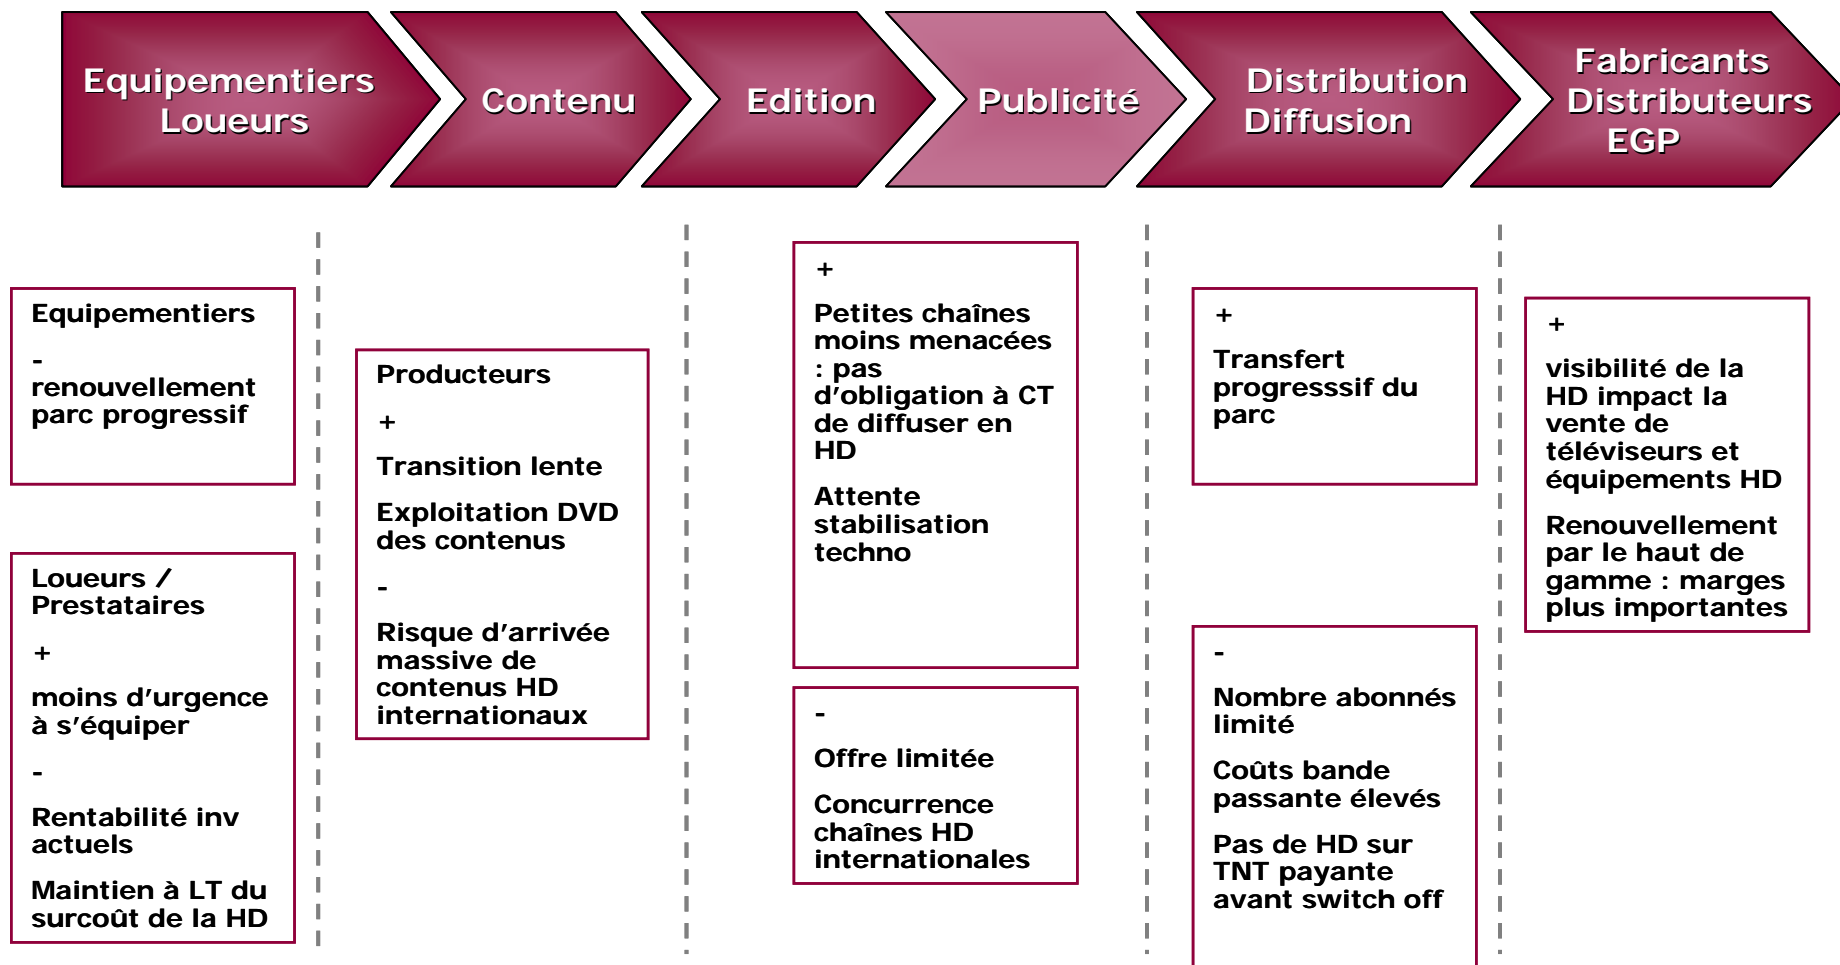 Equipementiers
Loueurs
Contenu
Edition
Publicité
Distribution
Diffusion
Fabricants
Distributeurs
EGP
Equipementiers
-
renouvellement
parc progressif
Loueurs /
Prestataires
+
moins d'urgence
à s'équiper
-
Rentabilité inv
actuels
Maintien à LT du
surcoût de la HD
Producteurs
+
Transition lente
Exploitation DVD
des contenus
-
Risque d'arrivée
massive de
contenus HD
internationaux
+
Petites chaînes
moins menacées
: pas
d'obligation à CT
de diffuser en
HD
Attente
stabilisation
techno
-
Offre limitée
Concurrence
chaînes HD
internationales
+
Transfert
progresssif du
parc
-
Nombre abonnés
limité
Coûts bande
passante élevés
Pas de HD sur
TNT payante
avant switch off
+
visibilité de la
HD impact la
vente de
téléviseurs et
équipements HD
Renouvellement
par le haut de
gamme : marges
plus importantes